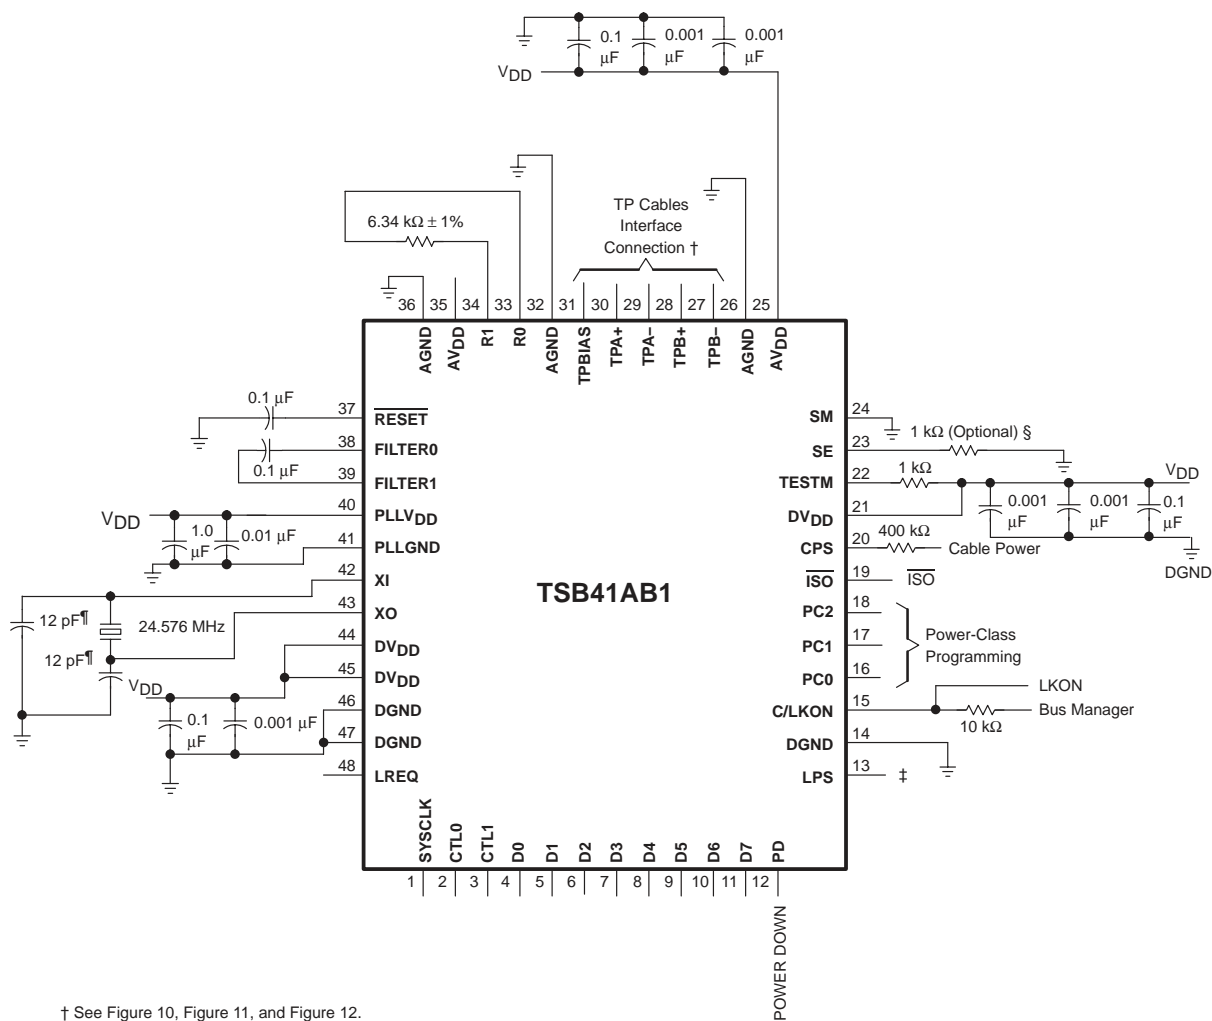 0.1 µF
0.001 µF
0.001 µF
VDD
6.34 kΩ ± 1%
TP Cables
Interface
Connection †
36 35 34 33 32 31 30 29 28 27 26 25
AGND
AVDD
R1
R0
AGND
TPBIAS
TPA+
TPA−
TPB+
TPB−
AGND
AVDD
0.1 µF
37 RESET
38 FILTER0
0.1 µF
39 FILTER1
VDD
40 PLLVDD
1.0 µF
0.01 µF
41 PLLGND
42 XI
43 XO
12 pF¶
24.576 MHz
12 pF¶
44 DVDD
45 DVDD
VDD
46 DGND
0.1 µF
0.001 µF
47 DGND
48 LREQ
TSB41AB1
SM 24
SE 23
1 kΩ (Optional) §
TESTM 22
1 kΩ
VDD
DVDD 21
0.001 µF
0.001 µF
0.1 µF
CPS 20
400 kΩ
Cable Power
DGND
ISO 19
ISO
PC2 18
PC1 17
PC0 16
Power-Class
Programming
C/LKON 15
LKON
10 kΩ
Bus Manager
DGND 14
LPS 13
‡
SYSCLK
CTL0
CTL1
D0
D1
D2
D3
D4
D5
D6
D7
PD
1 2 3 4 5 6 7 8 9 10 11 12
POWER DOWN
† See Figure 10, Figure 11, and Figure 12.